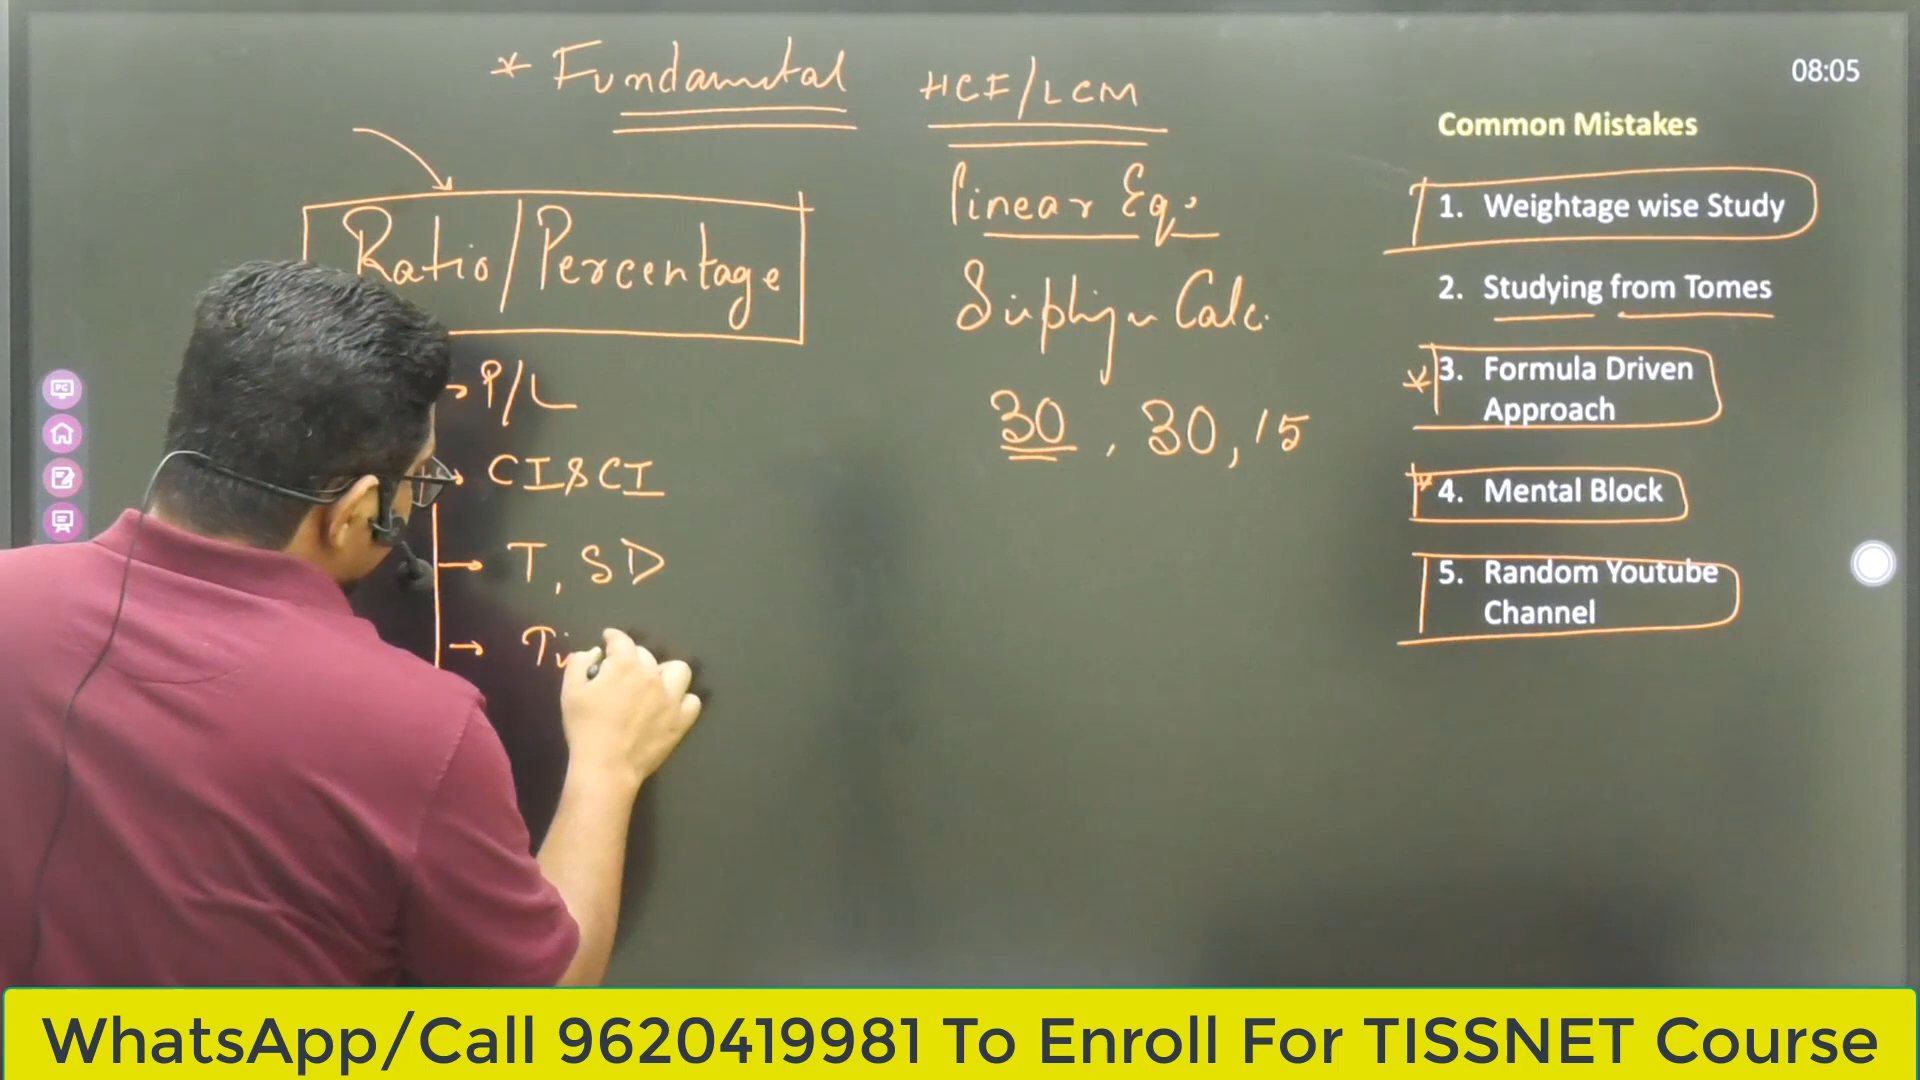 * Fundamental
HCF/LCM
08:05
Common Mistakes
Linear Eq.
1. Weightage wise Study
Ratio/Percentage
2. Studying from Tomes
Calc.
3. Formula Driven
Approach
P/L
30, 30, 15
CI & CI
4. Mental Block
T, SD
5. Random Youtube
Channel
WhatsApp/Call 9620419981 To Enroll For TISSNET Course